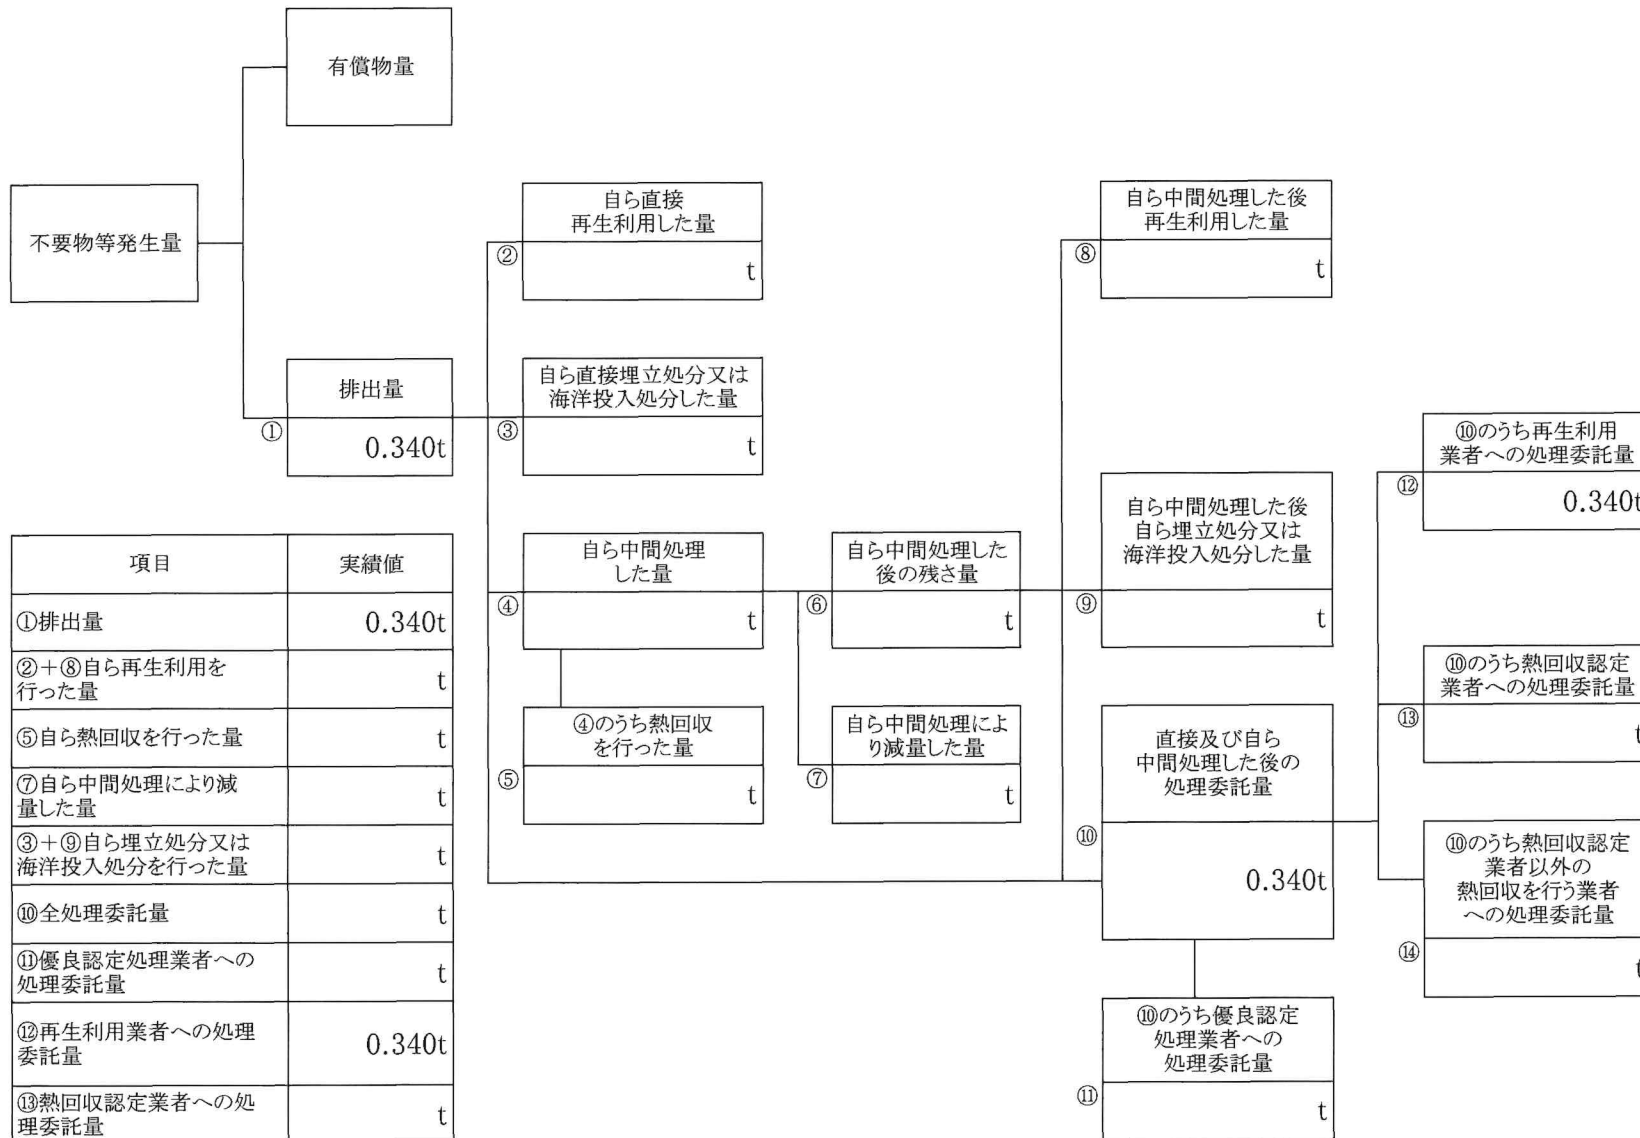 有償物量
不要物等発生量
排出量
①
0.340t
自ら直接
再生利用した量
②
t
自ら直接埋立処分又は
海洋投入処分した量
③
t
自ら中間処理
した量
④
t
④のうち熱回収
を行った量
⑤
t
自ら中間処理した
後の残さ量
⑥
t
自ら中間処理によ
り減量した量
⑦
t
自ら中間処理した後
再生利用した量
⑧
t
自ら中間処理した後
自ら埋立処分又は
海洋投入処分した量
⑨
t
直接及び自ら
中間処理した後の
処理委託量
⑩
0.340t
⑩のうち優良認定
処理業者への
処理委託量
⑪
t
⑩のうち再生利用
業者への処理委託量
⑫
0.340t
⑩のうち熱回収認定
業者への処理委託量
⑬
t
⑩のうち熱回収認定
業者以外の
熱回収を行う業者
への処理委託量
⑭
t
項目 実績値
①排出量 0.340t
②+⑧自ら再生利用を
行った量 t
⑤自ら熱回収を行った量 t
⑦自ら中間処理により減
量した量 t
③+⑨自ら埋立処分又は
海洋投入処分を行った量 t
⑩全処理委託量 t
⑪優良認定処理業者への
処理委託量 t
⑫再生利用業者への処理
委託量 0.340t
⑬熱回収認定業者への処
理委託量 t